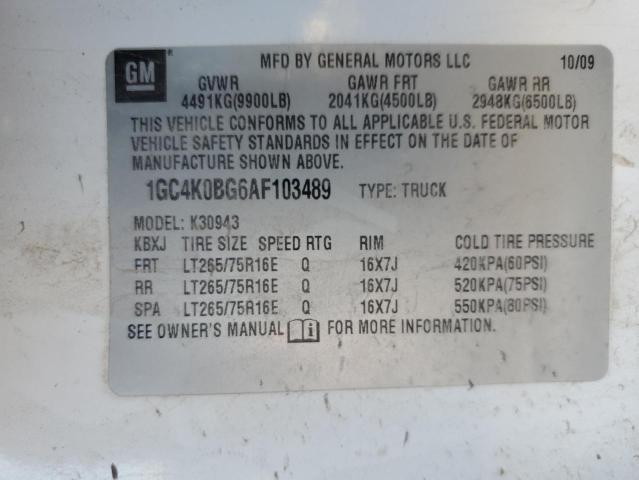 GM ® MFD BY GENERAL MOTORS LLC 10/09
GVWR GAWR FRT GAWR RR
4491KG(9900LB) 2041KG(4500LB) 2948KG(6500LB)
THIS VEHICLE CONFORMS TO ALL APPLICABLE U.S. FEDERAL MOTOR
VEHICLE SAFETY STANDARDS IN EFFECT ON THE DATE OF
MANUFACTURE SHOWN ABOVE.
1GC4K0BG6AF103489 TYPE: TRUCK
MODEL: K30943
KBXJ TIRE SIZE SPEED RTG RIM COLD TIRE PRESSURE
FRT LT265/75R16E Q 16X7J 420KPA(60PSI)
RR LT265/75R16E Q 16X7J 520KPA(75PSI)
SPA LT265/75R16E Q 16X7J 550KPA(80PSI)
SEE OWNER'S MANUAL i FOR MORE INFORMATION.